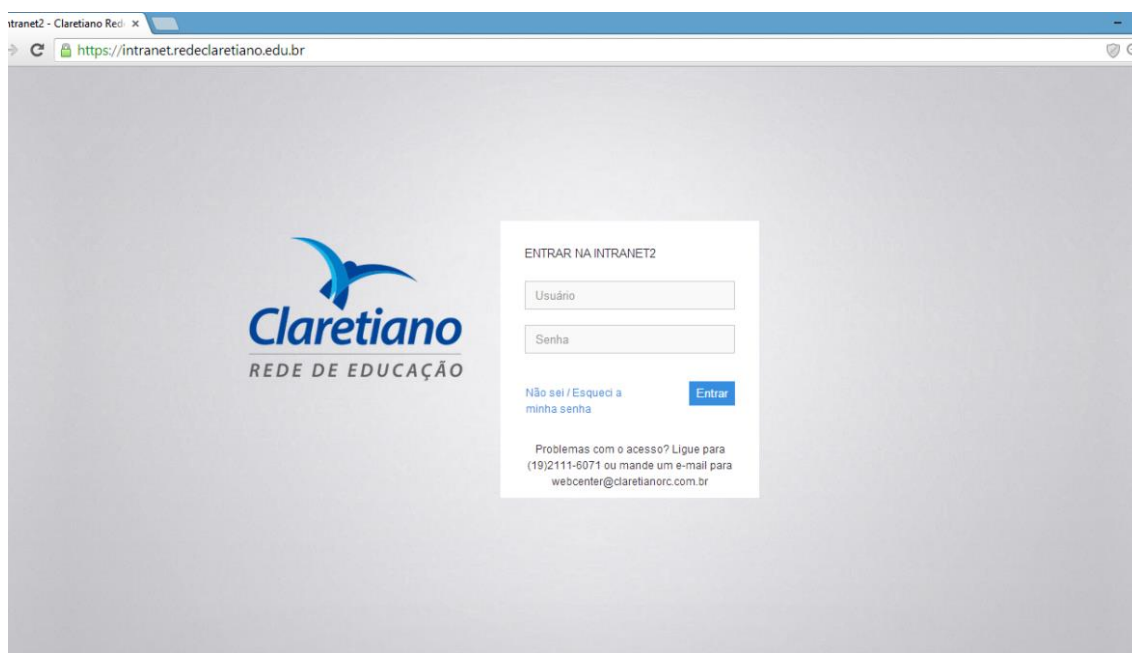 ntranet2 - Claretiano Red
https://intranet.redeclaretiano.edu.br
ENTRAR NA INTRANET2
Usuário
Senha
Claretiano
REDE DE EDUCAÇÃO
Não sei / Esqueci a
minha senha
Entrar
Problemas com o acesso? Ligue para
(19)2111-6071 ou mande um e-mail para
webcenter@claretianorc.com.br